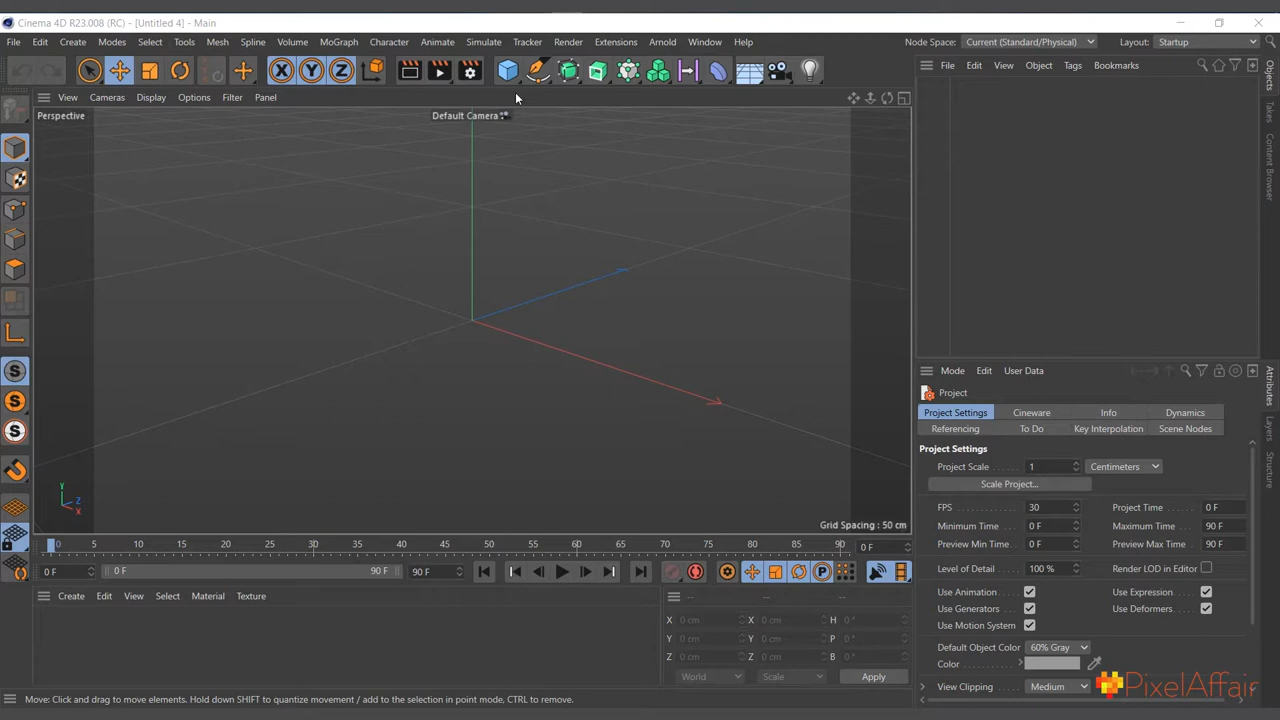 Cinema 4D R23.008 (RC) - [Untitled 4] - Main
File Edit Create Modes Select Tools Mesh Spline Volume MoGraph Character Animate Simulate Tracker Render Extensions Arnold Window Help Node Space: Current (Standard/Physical) Layout: Startup
X Y Z
File Edit View Object Tags Bookmarks
View Cameras Display Options Filter Panel
Perspective Default Camera
Objects
Takes
Content Browser
Y
Z
X
Grid Spacing : 50 cm
S
S
S
0 5 10 15 20 25 30 35 40 45 50 55 60 65 70 75 80 85 90 0 F
0 F 0 F 90 F 90 F P
Create Edit View Select Material Texture
-- -- --
X 0 cm X 0 cm H 0 °
Y 0 cm Y 0 cm P 0 °
Z 0 cm Z 0 cm B 0 °
World Scale Apply
Mode Edit User Data
Project
Project Settings Cineware Info Dynamics
Referencing To Do Key Interpolation Scene Nodes
Attributes
Layers
Structure
Project Settings
Project Scale 1 Centimeters
Scale Project...
FPS 30 Project Time 0 F
Minimum Time 0 F Maximum Time 90 F
Preview Min Time 0 F Preview Max Time 90 F
Level of Detail 100 % Render LOD in Editor
Use Animation Use Expression
Use Generators Use Deformers
Use Motion System
Default Object Color 60% Gray
Color
View Clipping Medium
PixelAffair
Move: Click and drag to move elements. Hold down SHIFT to quantize movement / add to the selection in point mode, CTRL to remove.